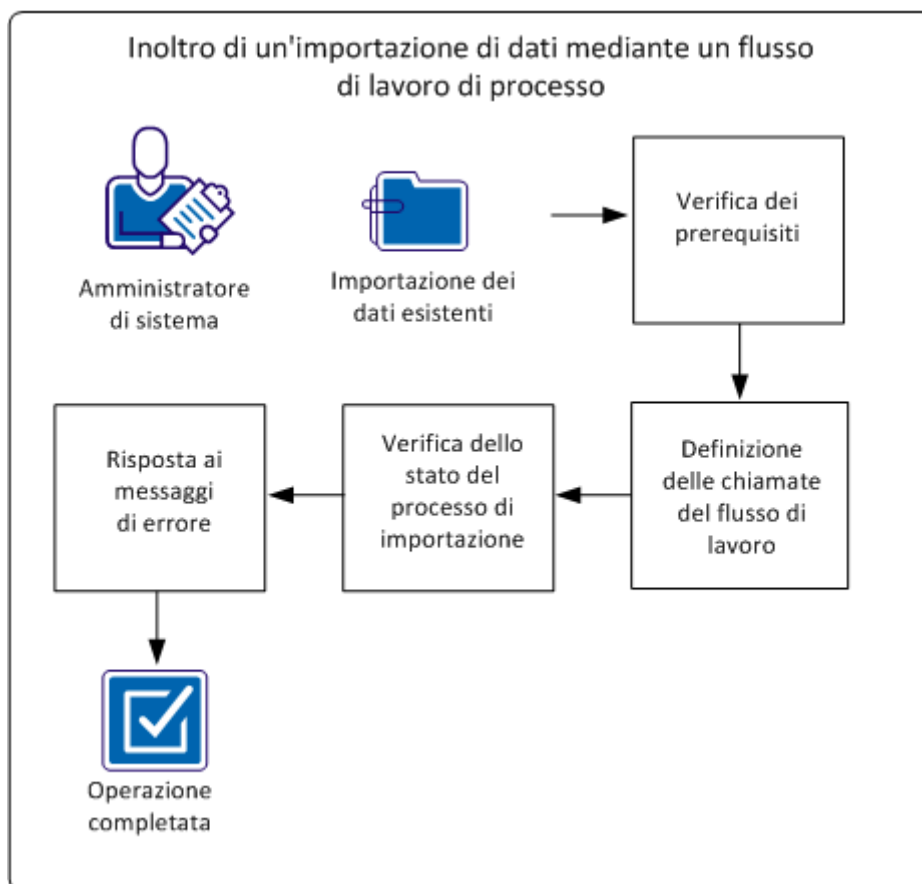 Inoltro di un'importazione di dati mediante un flusso
di lavoro di processo
Amministratore
di sistema
Importazione dei
dati esistenti
Verifica dei
prerequisiti
Definizione
delle chiamate
del flusso di
lavoro
Verifica dello
stato del
processo di
importazione
Risposta ai
messaggi
di errore
Operazione
completata